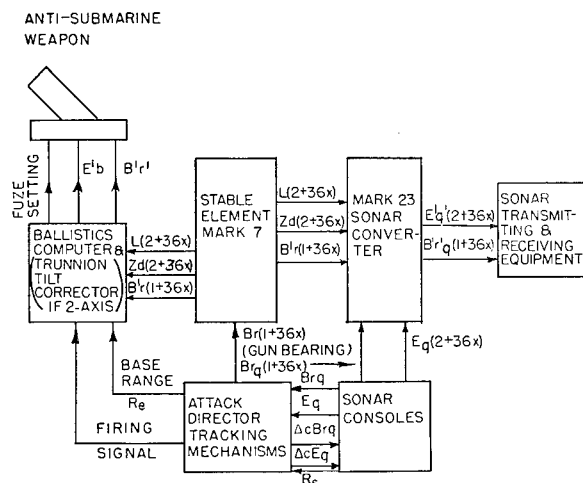 ANTI-SUBMARINE
WEAPON
FUZE
SETTING
E'b
B'r'
BALLISTICS
COMPUTER &
(TRUNNION
TILT
CORRECTOR
IF 2-AXIS)
L(2+36x)
Zd(2+36x)
B'r(1+36x)
STABLE
ELEMENT
MARK 7
L(2+36x)
Zd(2+36x)
B'r(1+36x)
MARK 23
SONAR
CONVER-
TER
E'q'(2+36x)
B'r'q(1+36x)
SONAR
TRANSMIT-
TING &
RECEIVING
EQUIPMENT
Br(1+36x)
(GUN BEARING)
Brq(1+36x)
Eq(2+36x)
BASE
RANGE
Re
FIRING
SIGNAL
ATTACK
DIRECTOR
TRACKING
MECHANISMS
Brq
Eq
ΔcBrq
ΔcEq
Rs
SONAR
CONSOLES